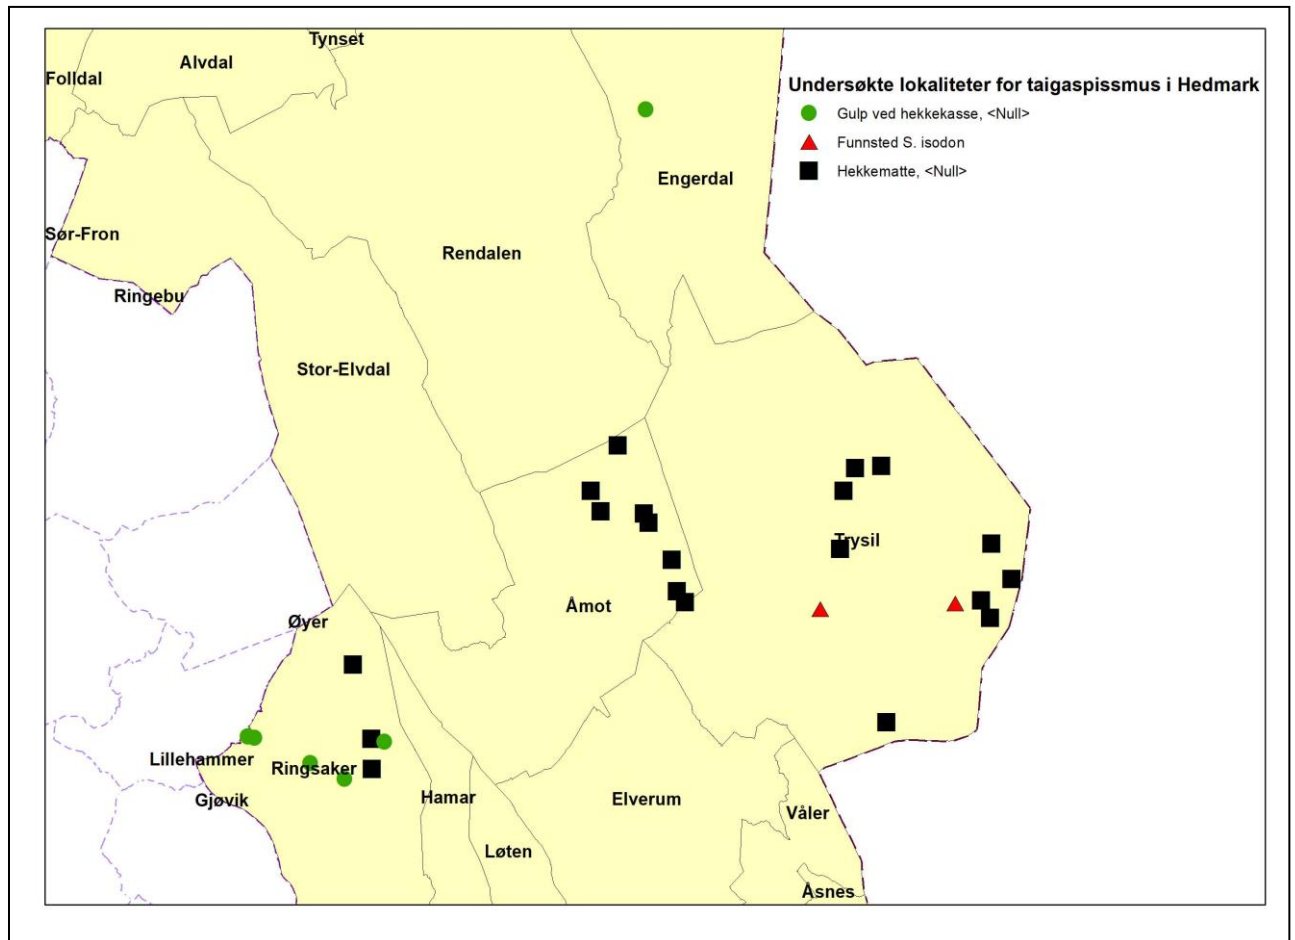 Tynset
Alvdal
Folldal
Undersøkte lokaliteter for taigaspissmus i Hedmark
Gulp ved hekkekasse, <Null>
Funnsted S. isodon
Hekkematte, <Null>
Engerdal
Sør-Fron
Rendalen
Ringebu
Stor-Elvdal
Trysil
Åmot
Øyer
Lillehammer
Ringsaker
Gjøvik
Hamar
Elverum
Våler
Løten
Åsnes